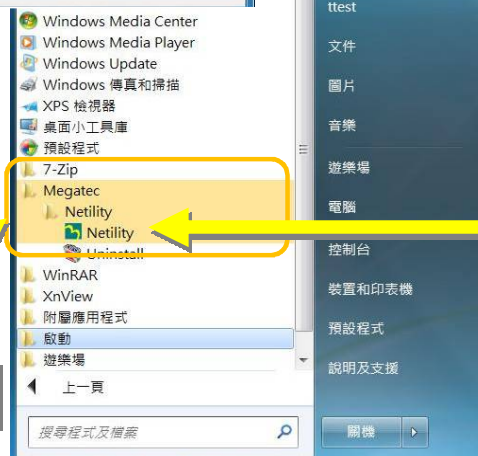 Windows Media Center
Windows Media Player
Windows Update
Windows 傳真和掃描
XPS 檢視器
桌面小工具庫
預設程式
7-Zip
Megatec
Netility
Netility
Uninstall
WinRAR
XnView
附屬應用程式
啟動
遊樂場
上一頁
搜尋程式及檔案
ttest
文件
圖片
音樂
遊樂場
電腦
控制台
裝置和印表機
預設程式
說明及支援
關機